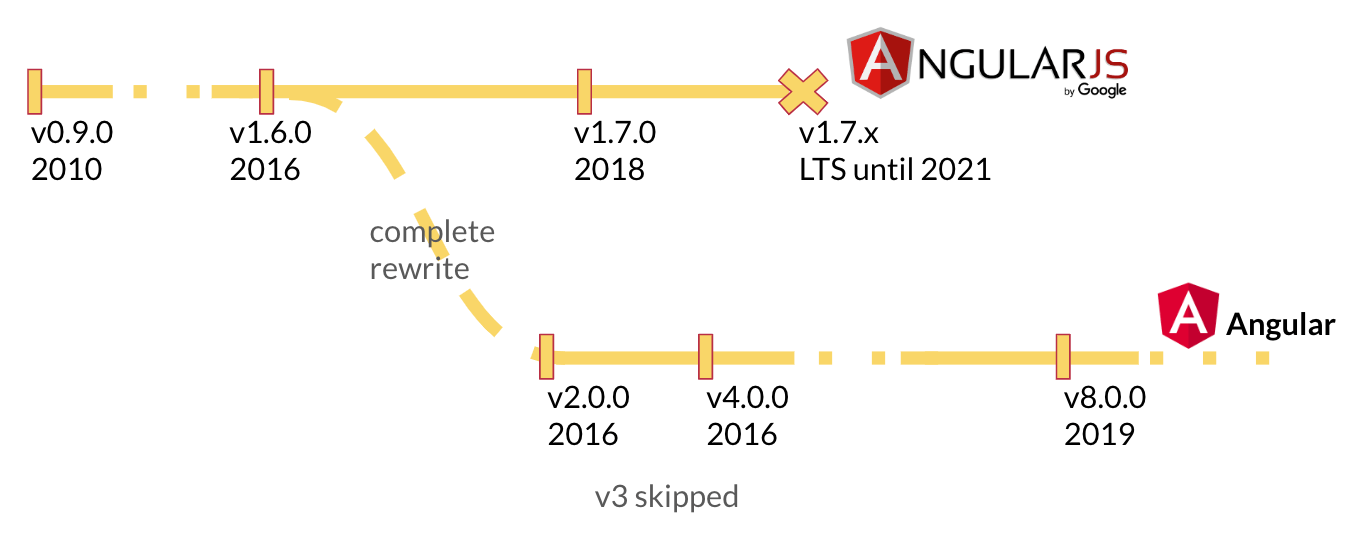 ANGULARJS
by Google
v0.9.0
2010
v1.6.0
2016
v1.7.0
2018
v1.7.x
LTS until 2021
complete
rewrite
Angular
v2.0.0
2016
v4.0.0
2016
v8.0.0
2019
v3 skipped